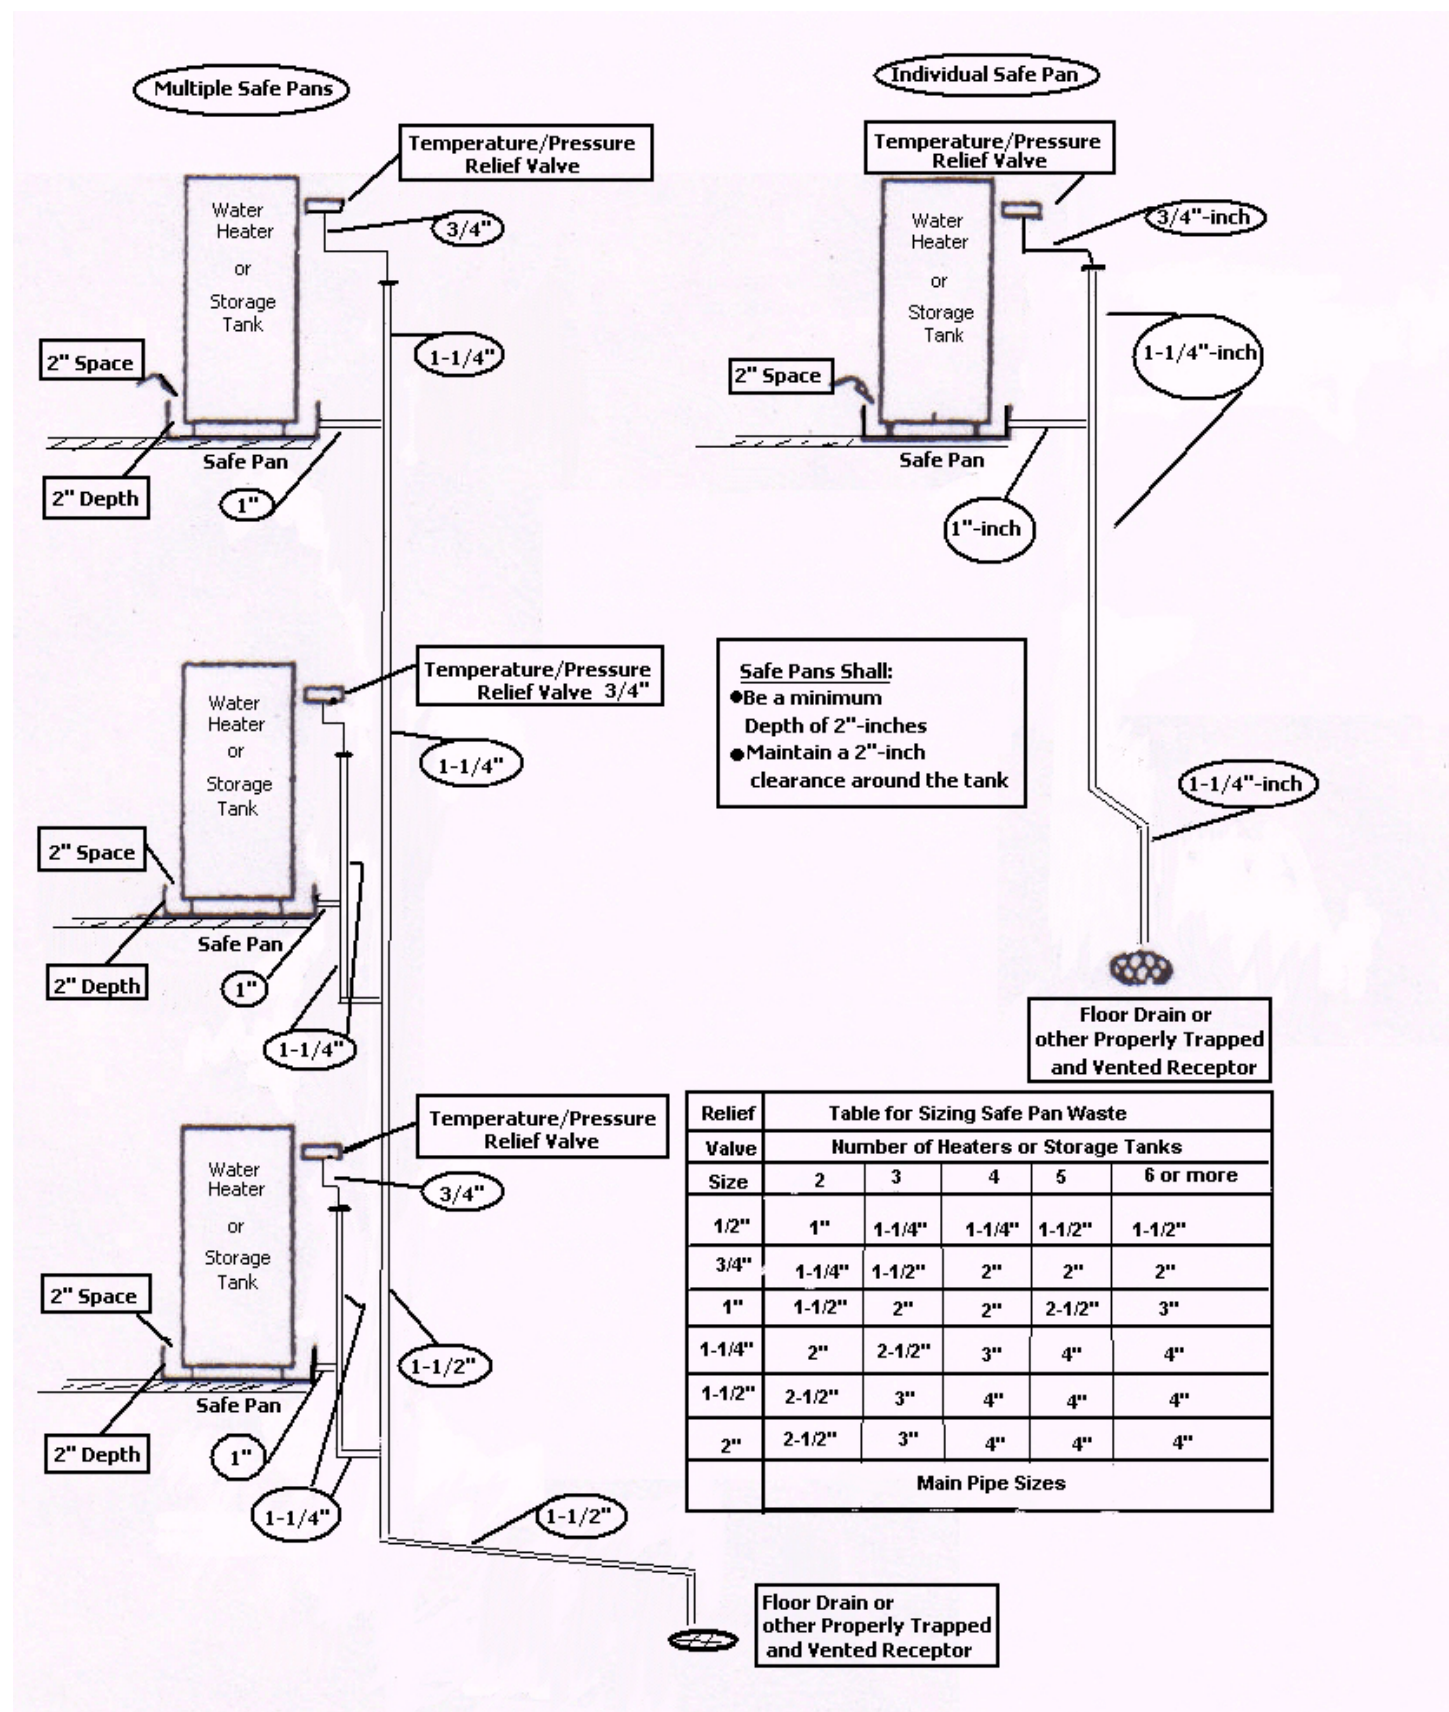 Multiple Safe Pans
Temperature/Pressure
Relief Valve
Water
Heater
or
Storage
Tank
3/4"
1-1/4"
2" Space
Safe Pan
2" Depth
1"
Temperature/Pressure
Relief Valve 3/4"
Water
Heater
or
Storage
Tank
1-1/4"
2" Space
Safe Pan
2" Depth
1"
1-1/4"
Temperature/Pressure
Relief Valve
Water
Heater
or
Storage
Tank
3/4"
2" Space
1-1/2"
Safe Pan
2" Depth
1"
1-1/4"
1-1/2"
Floor Drain or
other Properly Trapped
and Vented Receptor
Individual Safe Pan
Temperature/Pressure
Relief Valve
Water
Heater
or
Storage
Tank
3/4"-inch
1-1/4"-inch
2" Space
Safe Pan
1"-inch
Safe Pans Shall:
●Be a minimum
Depth of 2"-inches
●Maintain a 2"-inch
clearance around the tank
1-1/4"-inch
Floor Drain or
other Properly Trapped
and Vented Receptor
Relief Table for Sizing Safe Pan Waste
Valve Number of Heaters or Storage Tanks
Size 2 3 4 5 6 or more
1/2" 1" 1-1/4" 1-1/4" 1-1/2" 1-1/2"
3/4" 1-1/4" 1-1/2" 2" 2" 2"
1" 1-1/2" 2" 2" 2-1/2" 3"
1-1/4" 2" 2-1/2" 3" 4" 4"
1-1/2" 2-1/2" 3" 4" 4" 4"
2" 2-1/2" 3" 4" 4" 4"
Main Pipe Sizes